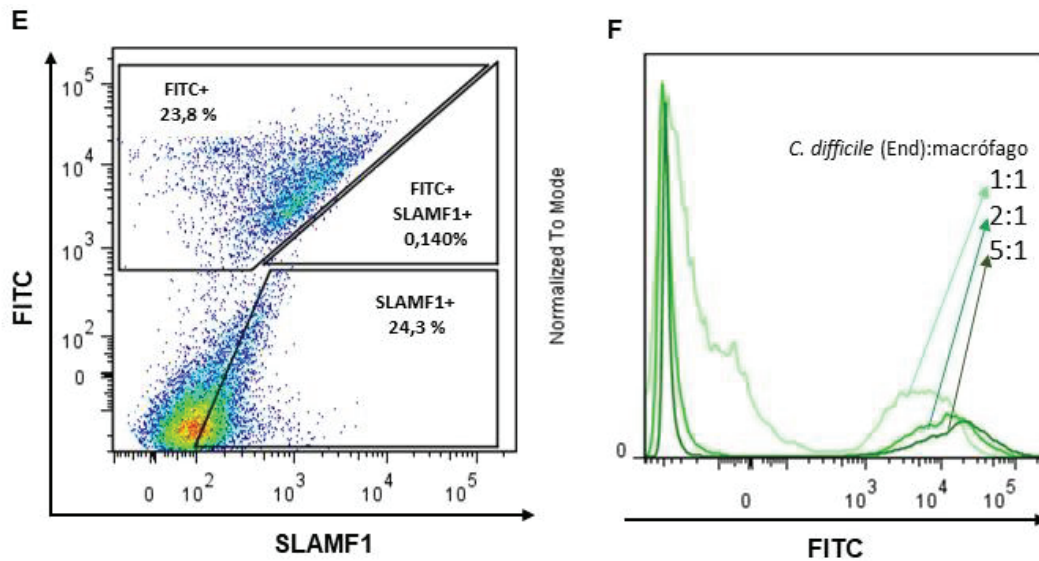 E
FITC
10^5
10^4
10^3
10^2
0
FITC+
23,8 %
FITC+
SLAMF1+
0,140%
SLAMF1+
24,3 %
0
10^2
10^3
10^4
10^5
SLAMF1
F
Normalized To Mode
0
C. difficile (End):macrófago
1:1
2:1
5:1
0
10^3
10^4
10^5
FITC